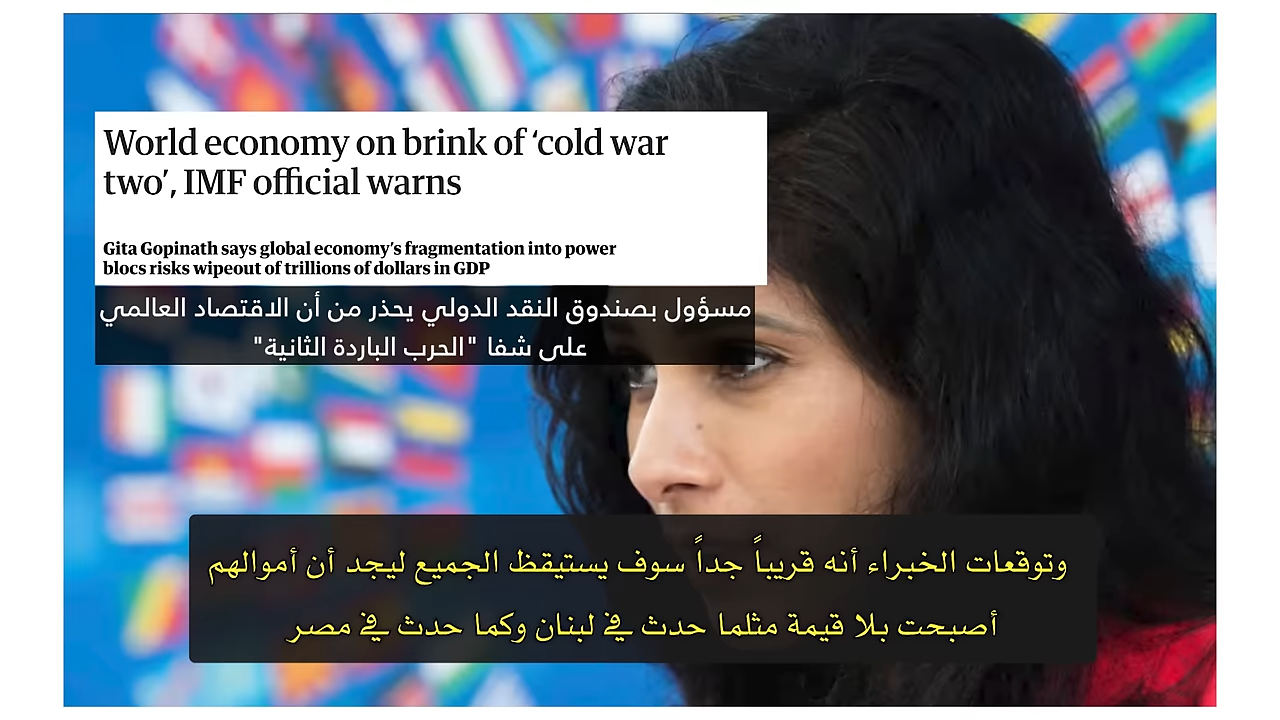 World economy on brink of ‘cold war
two’, IMF official warns
Gita Gopinath says global economy’s fragmentation into power
blocs risks wipeout of trillions of dollars in GDP
مسؤول بصندوق النقد الدولي يحذر من أن الاقتصاد العالمي
على شفا "الحرب الباردة الثانية"
وتوقعات الخبراء أنه قريباً جداً سوف يستيقظ الجميع ليجد أن أموالهم
أصبحت بلا قيمة مثلما حدث في لبنان وكما حدث في مصر